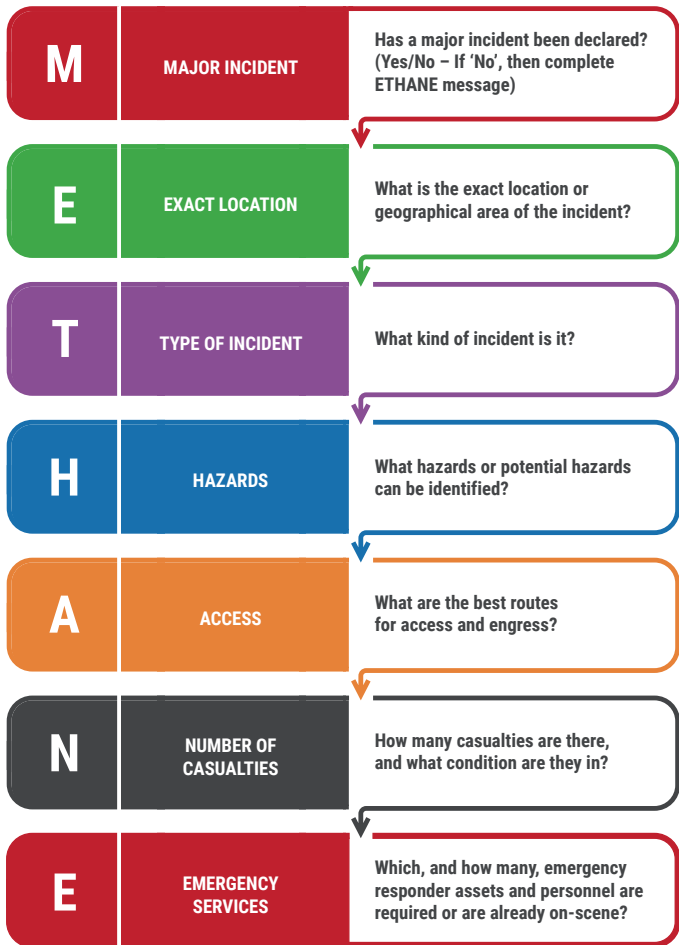 M
MAJOR INCIDENT
Has a major incident been declared?
(Yes/No – If ‘No’, then complete
ETHANE message)
E
EXACT LOCATION
What is the exact location or
geographical area of the incident?
T
TYPE OF INCIDENT
What kind of incident is it?
H
HAZARDS
What hazards or potential hazards
can be identified?
A
ACCESS
What are the best routes
for access and engress?
N
NUMBER OF
CASUALTIES
How many casualties are there,
and what condition are they in?
E
EMERGENCY
SERVICES
Which, and how many, emergency
responder assets and personnel are
required or are already on-scene?